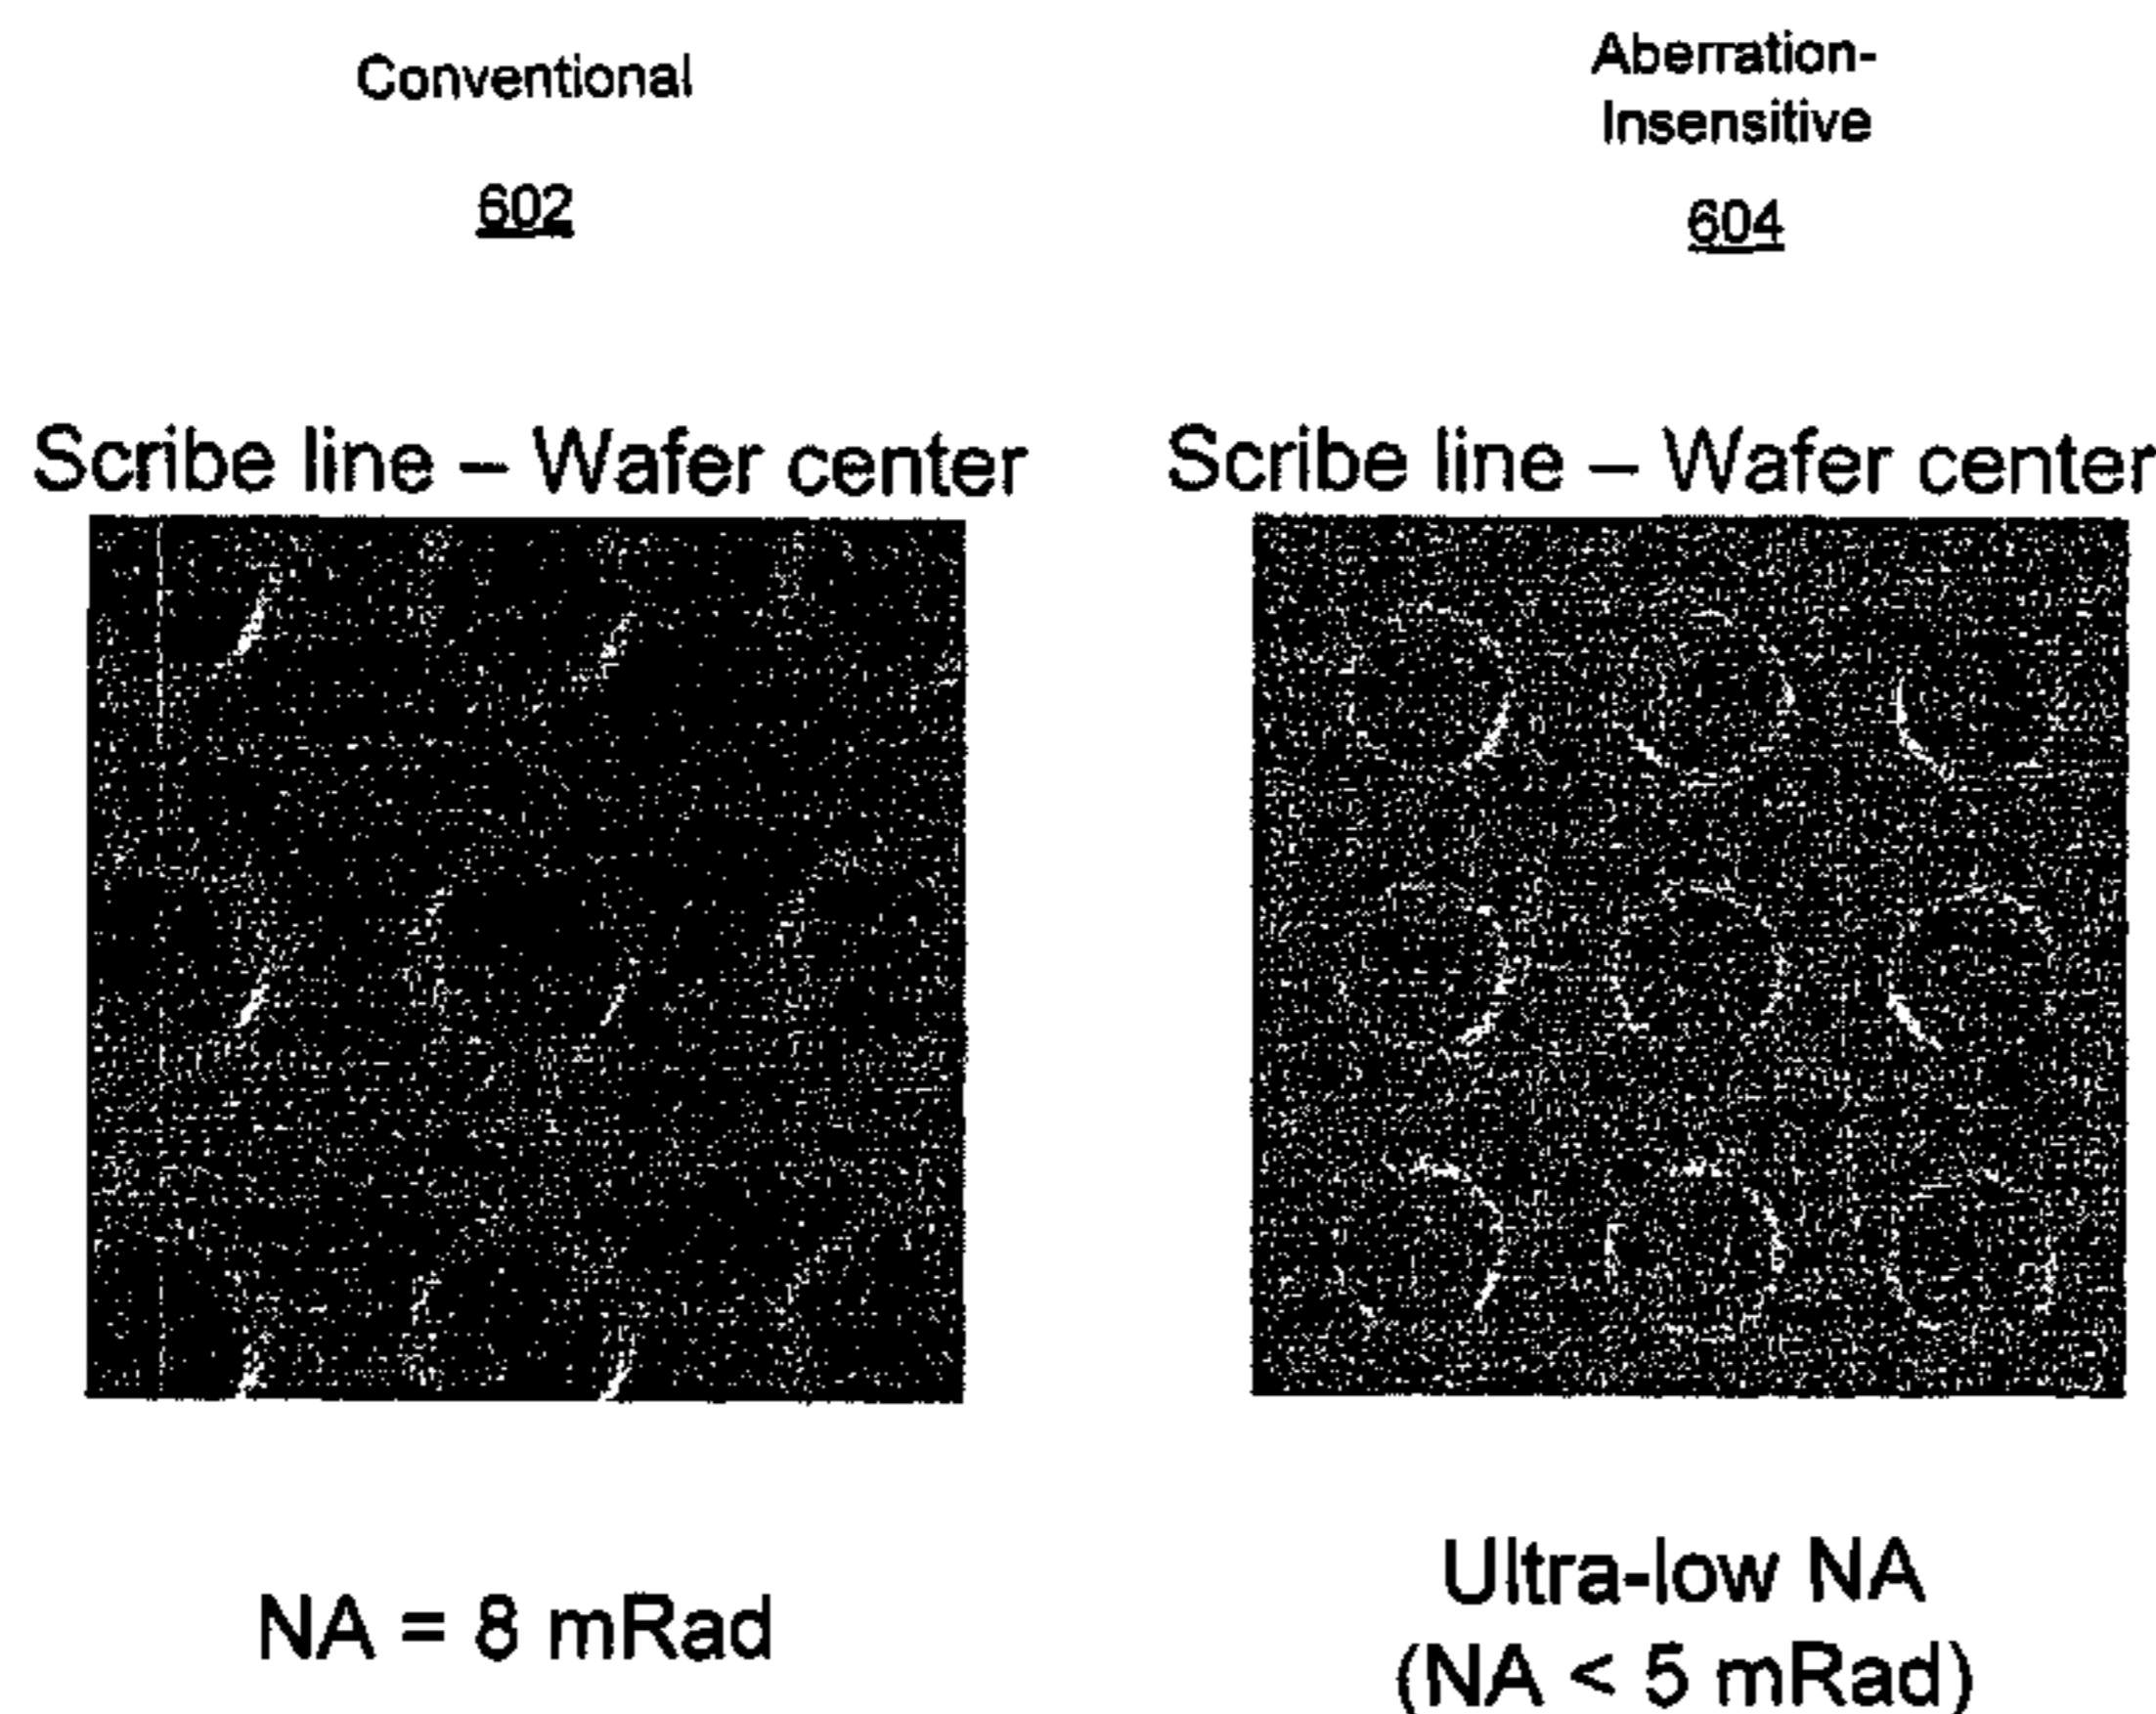 Conventional
602
Aberration-
Insensitive
604
Scribe line – Wafer center
Scribe line – Wafer center
NA = 8 mRad
Ultra-low NA
(NA < 5 mRad)